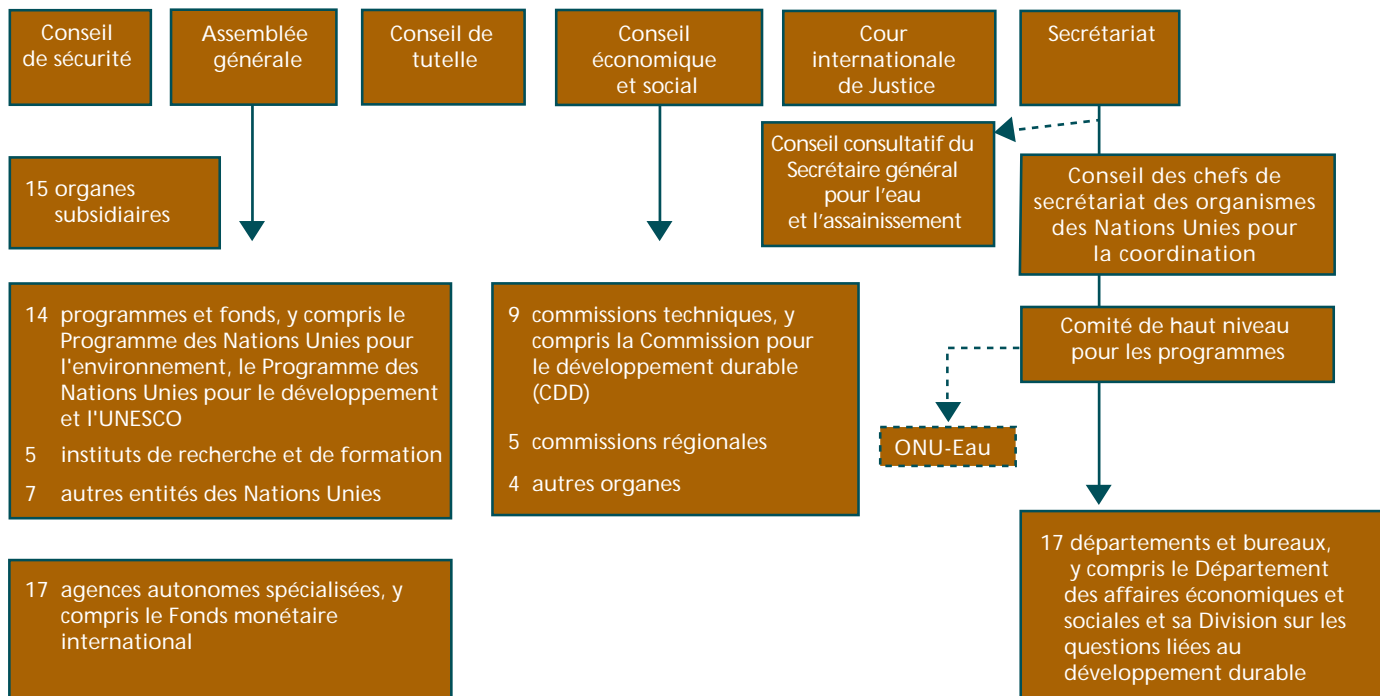 Conseil
de sécurité
Assemblée
générale
Conseil de
tutelle
Conseil
économique
et social
Cour
internationale
de Justice
Secrétariat
15 organes
subsidiaires
Conseil consultatif du
Secrétaire général
pour l'eau
et l'assainissement
Conseil des chefs de
secrétariat des organismes
des Nations Unies pour
la coordination
14 programmes et fonds, y compris le
Programme des Nations Unies pour
l'environnement, le Programme des
Nations Unies pour le développement
et l'UNESCO
5 instituts de recherche et de formation
7 autres entités des Nations Unies
9 commissions techniques, y
compris la Commission pour
le développement durable
(CDD)
5 commissions régionales
4 autres organes
Comité de haut niveau
pour les programmes
ONU-Eau
17 agences autonomes spécialisées, y
compris le Fonds monétaire
international
17 départements et bureaux,
y compris le Département
des affaires économiques et
sociales et sa Division sur les
questions liées au
développement durable